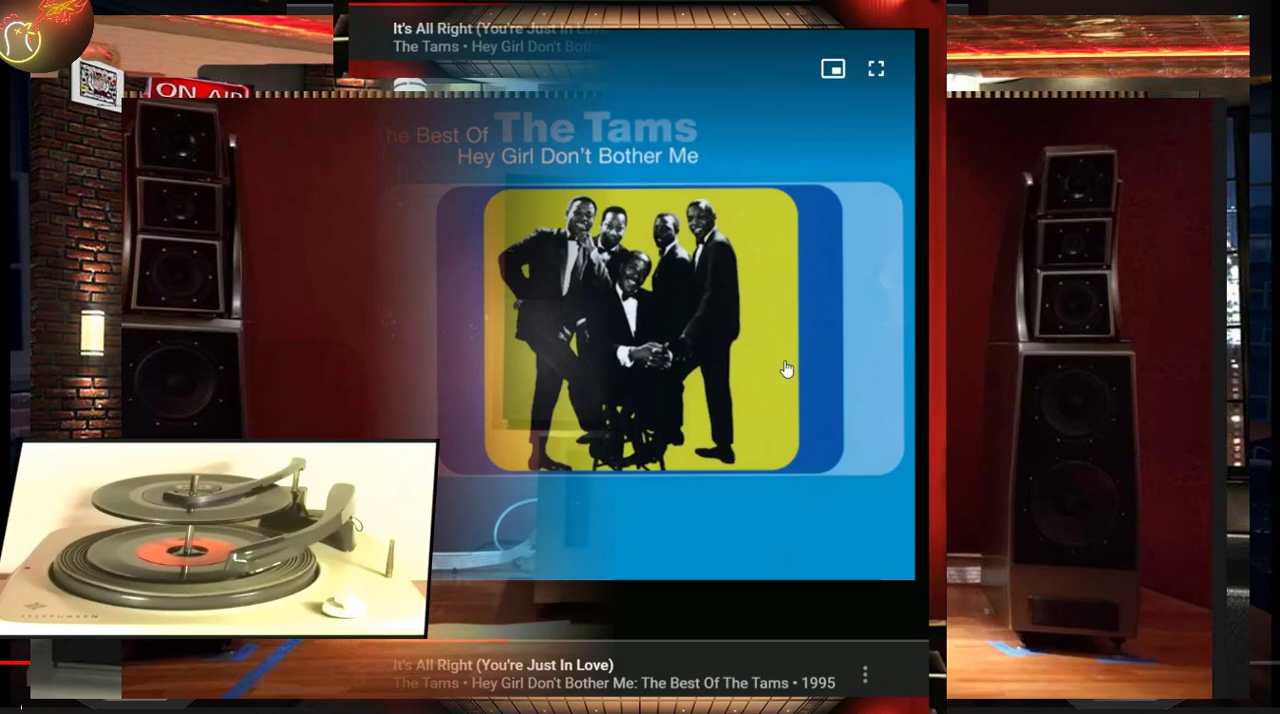 It's All Right (You're Just In Love
The Tams • Hey Girl Don't Both
ON AIR
The Best Of The Tams
Hey Girl Don't Bother Me
TELEFUNKEN
It's All Right (You're Just In Love)
The Tams • Hey Girl Don't Bother Me: The Best Of The Tams • 1995